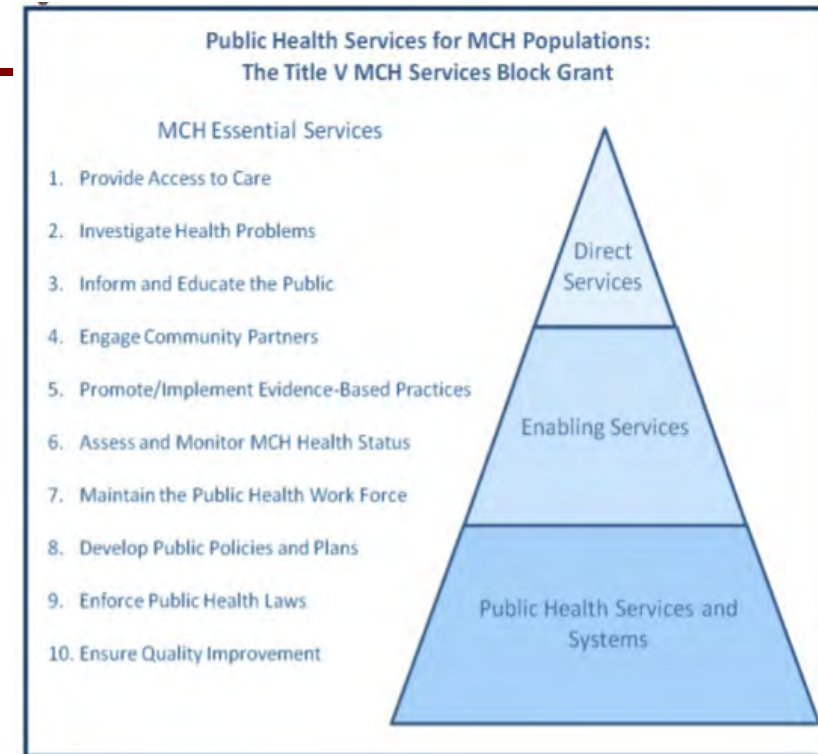 Public Health Services for MCH Populations:
The Title V MCH Services Block Grant
MCH Essential Services
1. Provide Access to Care
2. Investigate Health Problems
3. Inform and Educate the Public
4. Engage Community Partners
5. Promote/Implement Evidence-Based Practices
6. Assess and Monitor MCH Health Status
7. Maintain the Public Health Work Force
8. Develop Public Policies and Plans
9. Enforce Public Health Laws
10. Ensure Quality Improvement
Direct
Services
Enabling Services
Public Health Services and
Systems